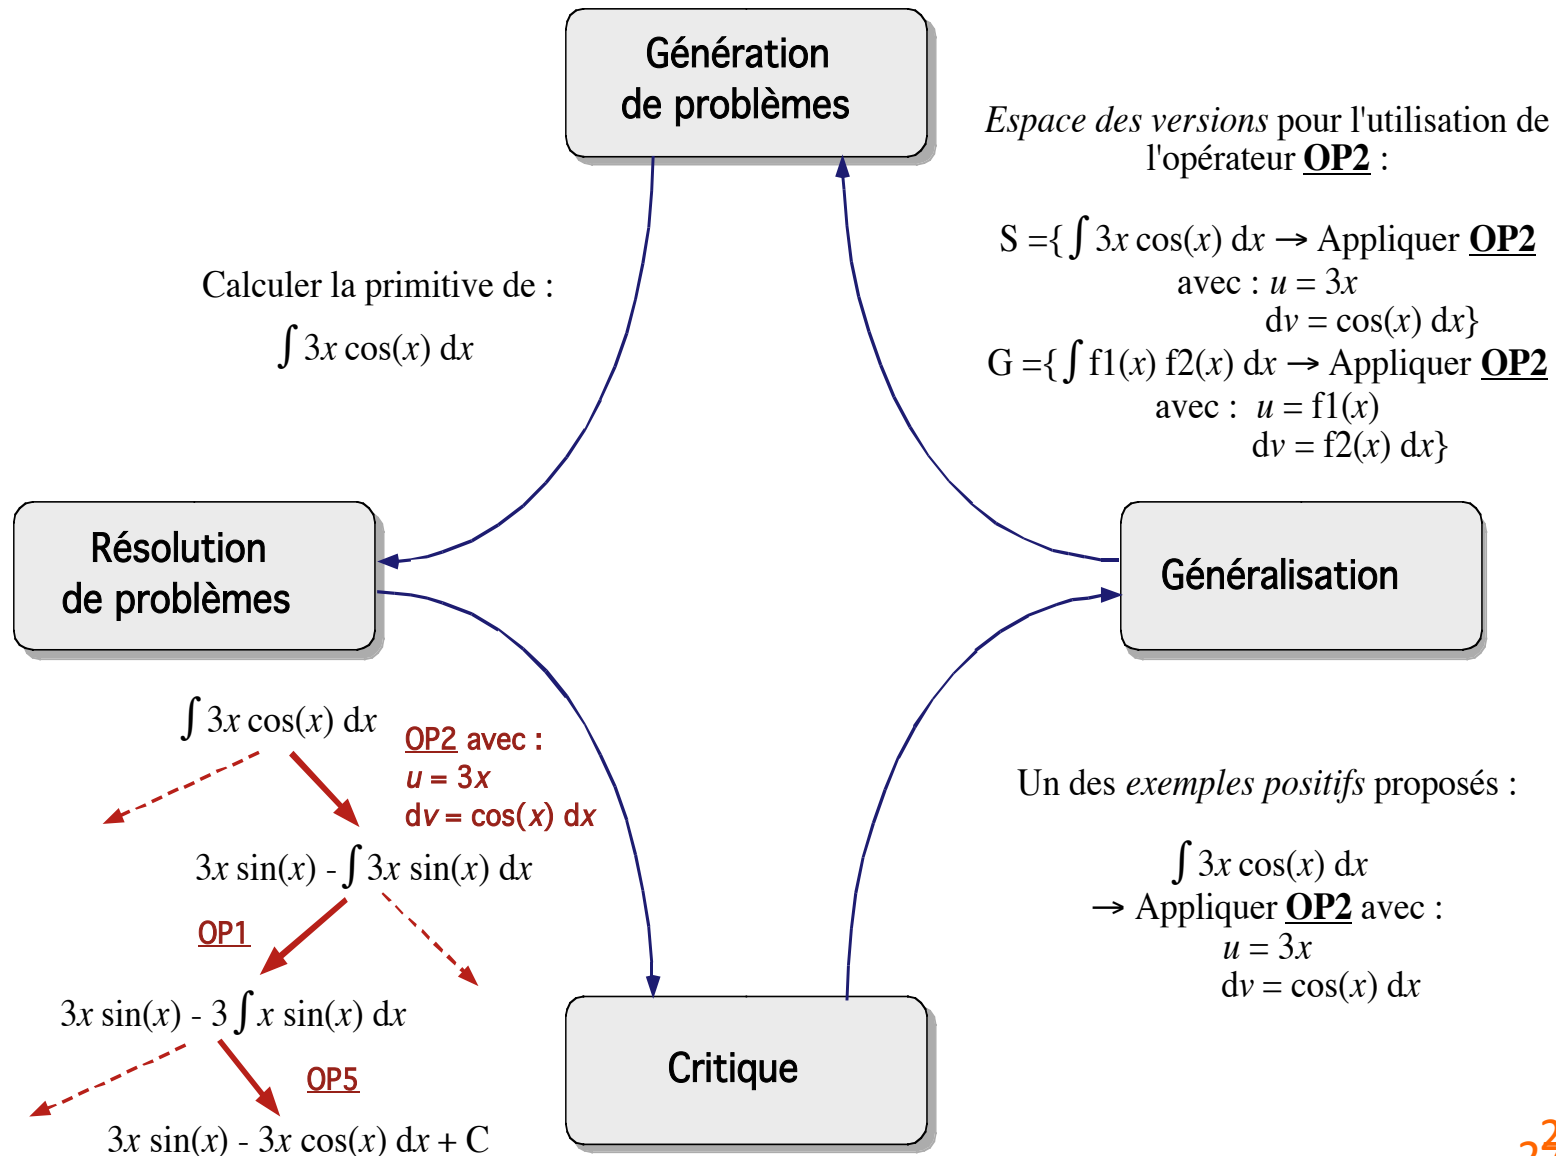 Génération
de problèmes
Espace des versions pour l'utilisation de
l'opérateur OP2 :
S ={∫ 3x cos(x) dx → Appliquer OP2
avec : u = 3x
dv = cos(x) dx}
G ={∫ f1(x) f2(x) dx → Appliquer OP2
avec : u = f1(x)
dv = f2(x) dx}
Calculer la primitive de :
∫ 3x cos(x) dx
Résolution
de problèmes
Généralisation
∫ 3x cos(x) dx
OP2 avec :
u = 3x
dv = cos(x) dx
3x sin(x) - ∫ 3x sin(x) dx
OP1
3x sin(x) - 3 ∫ x sin(x) dx
OP5
3x sin(x) - 3x cos(x) dx + C
Un des exemples positifs proposés :
∫ 3x cos(x) dx
→ Appliquer OP2 avec :
u = 3x
dv = cos(x) dx
Critique